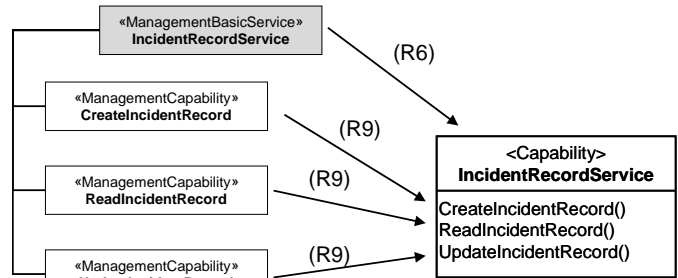 «ManagementBasicService»
IncidentRecordService
(R6)
«ManagementCapability»
CreateIncidentRecord
(R9)
<Capability>
IncidentRecordService
«ManagementCapability»
ReadIncidentRecord
(R9)
CreateIncidentRecord()
ReadIncidentRecord()
UpdateIncidentRecord()
«ManagementCapability»
(R9)